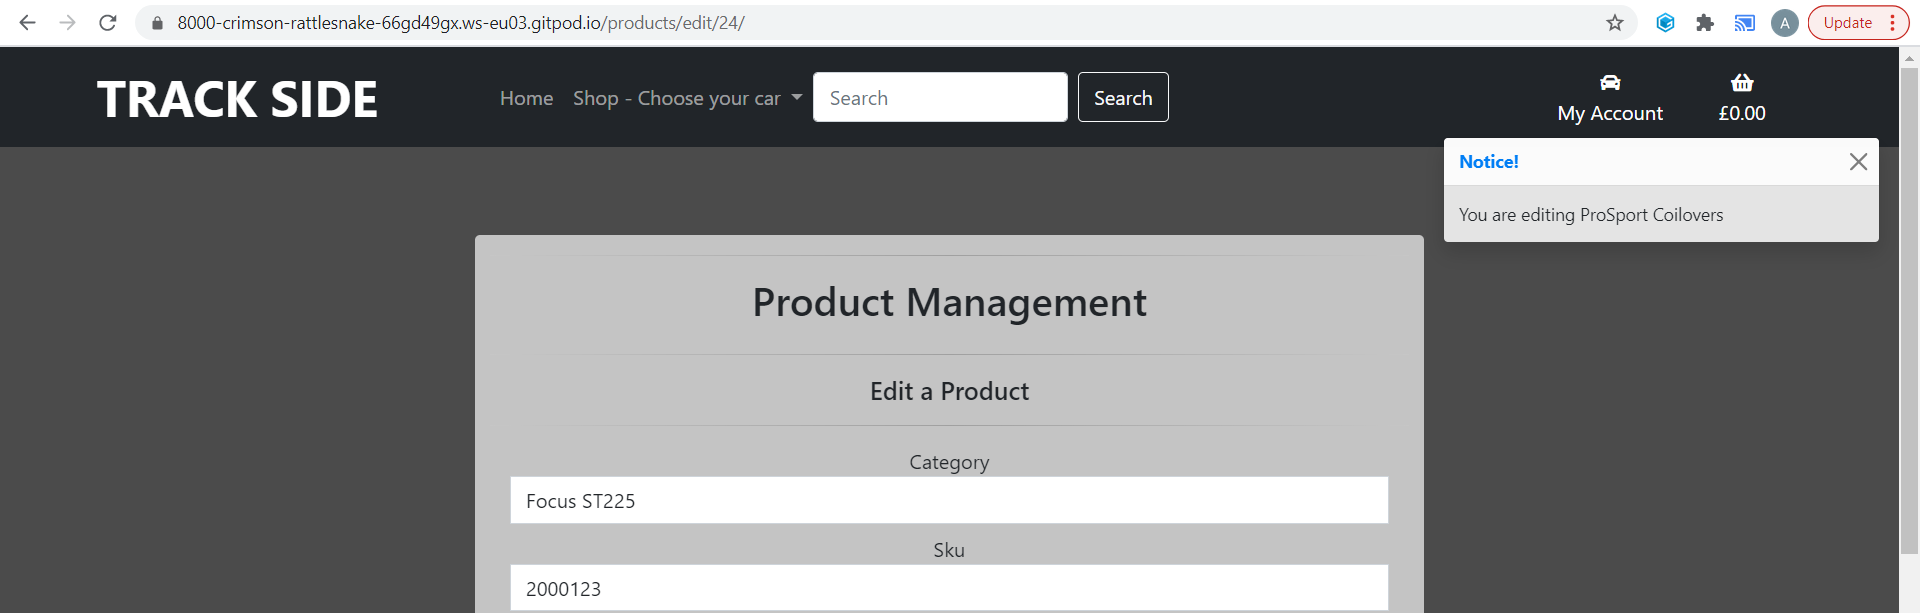 8000-crimson-rattlesnake-66gd49gx.ws-eu03.gitpod.io/products/edit/24/
A
Update
TRACK SIDE
Home
Shop - Choose your car
Search
Search
My Account
£0.00
Notice!
You are editing ProSport Coilovers
Product Management
Edit a Product
Category
Focus ST225
Sku
2000123